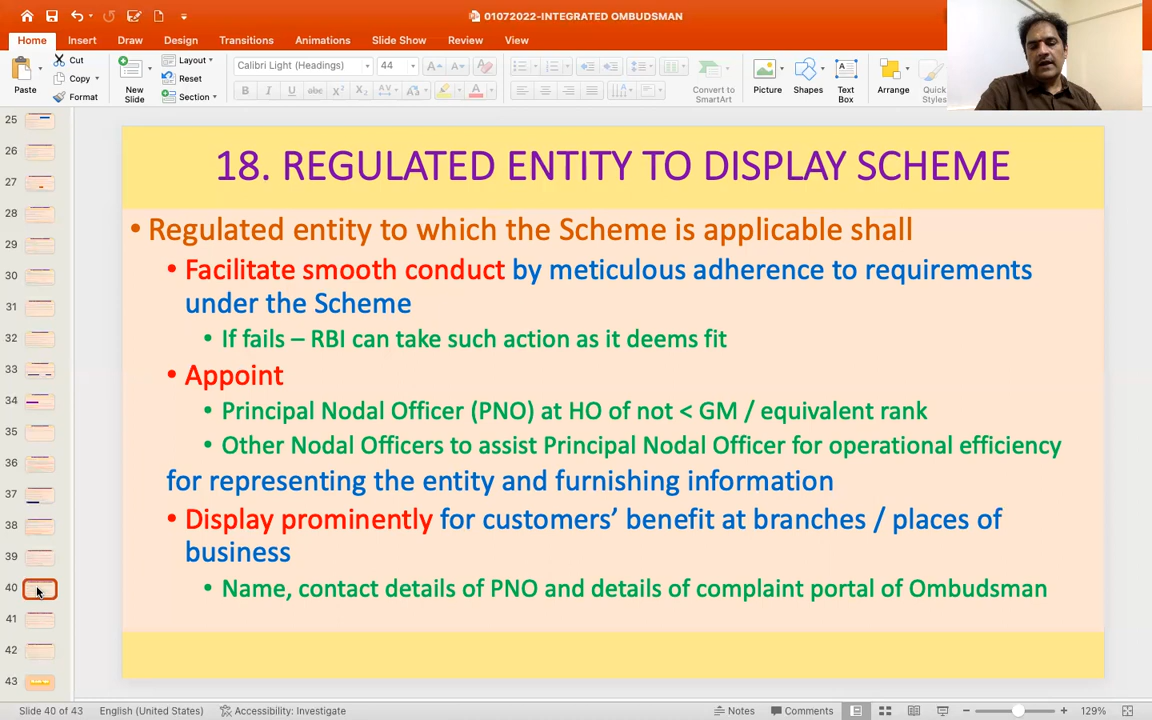 01072022-INTEGRATED OMBUDSMAN
Home Insert Draw Design Transitions Animations Slide Show Review View
Paste
Cut
Copy
Format
New
Slide
Layout
Reset
Section
Calibri Light (Headings) 44
Convert to
SmartArt
Picture
Shapes
Text
Box
Arrange
Quick
Styles
25
26
27
28
29
30
31
32
33
34
35
36
37
38
39
40
41
42
43
18. REGULATED ENTITY TO DISPLAY SCHEME
• Regulated entity to which the Scheme is applicable shall
• Facilitate smooth conduct by meticulous adherence to requirements
under the Scheme
• If fails – RBI can take such action as it deems fit
• Appoint
• Principal Nodal Officer (PNO) at HO of not < GM / equivalent rank
• Other Nodal Officers to assist Principal Nodal Officer for operational efficiency
for representing the entity and furnishing information
• Display prominently for customers’ benefit at branches / places of
business
• Name, contact details of PNO and details of complaint portal of Ombudsman
Slide 40 of 43 English (United States) Accessibility: Investigate Notes Comments 129%